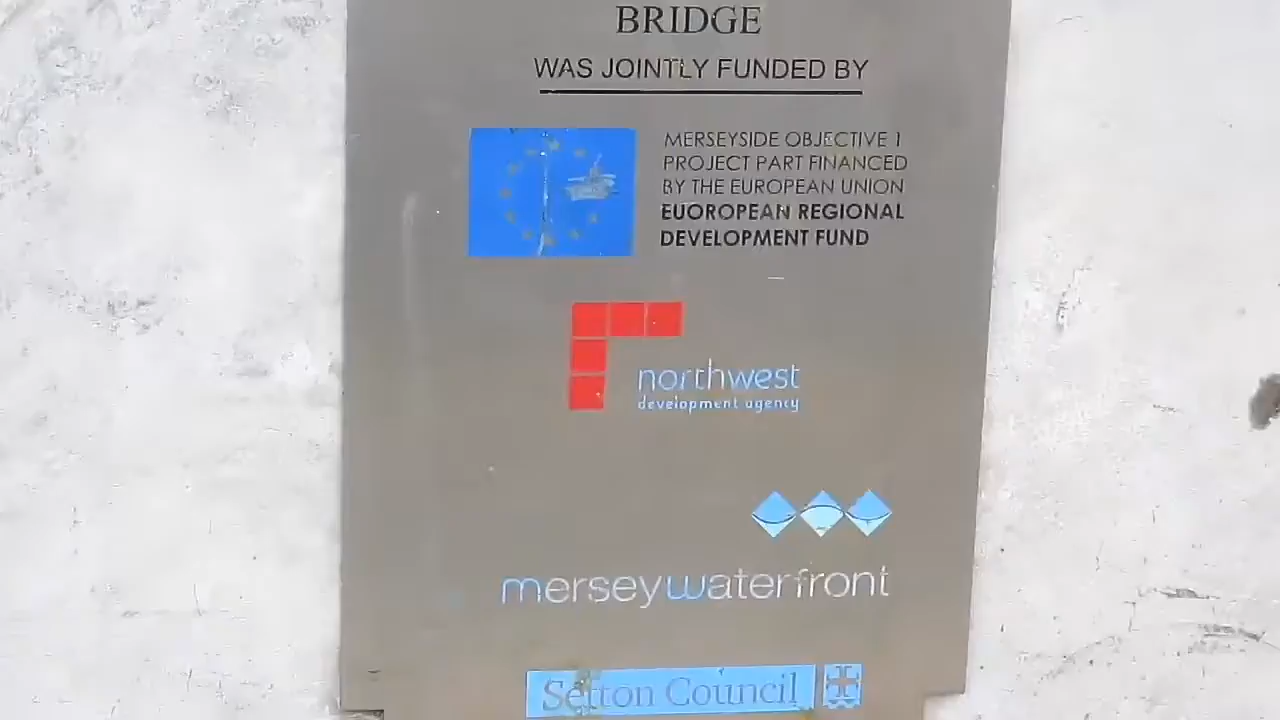 BRIDGE
WAS JOINTLY FUNDED BY
MERSEYSIDE OBJECTIVE 1
PROJECT PART FINANCED
BY THE EUROPEAN UNION
EUOROPEAN REGIONAL
DEVELOPMENT FUND
northwest
development agency
merseywaterfront
Sefton Council